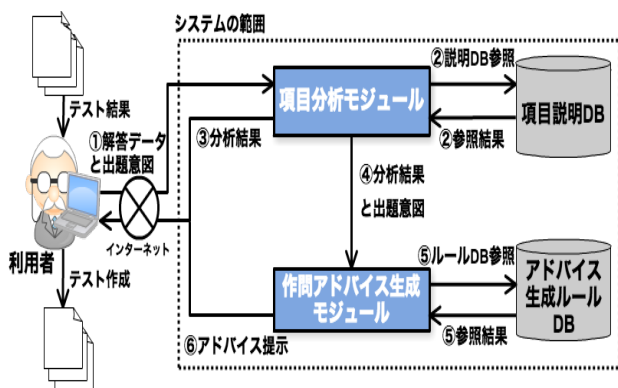 システムの範囲
テスト結果
①解答データ
と出題意図
利用者
インターネット
テスト作成
項目分析モジュール
②説明DB参照
②参照結果
項目説明DB
③分析結果
④分析結果
と出題意図
作問アドバイス生成
モジュール
⑤ルールDB参照
⑤参照結果
アドバイス
生成ルール
DB
⑥アドバイス提示